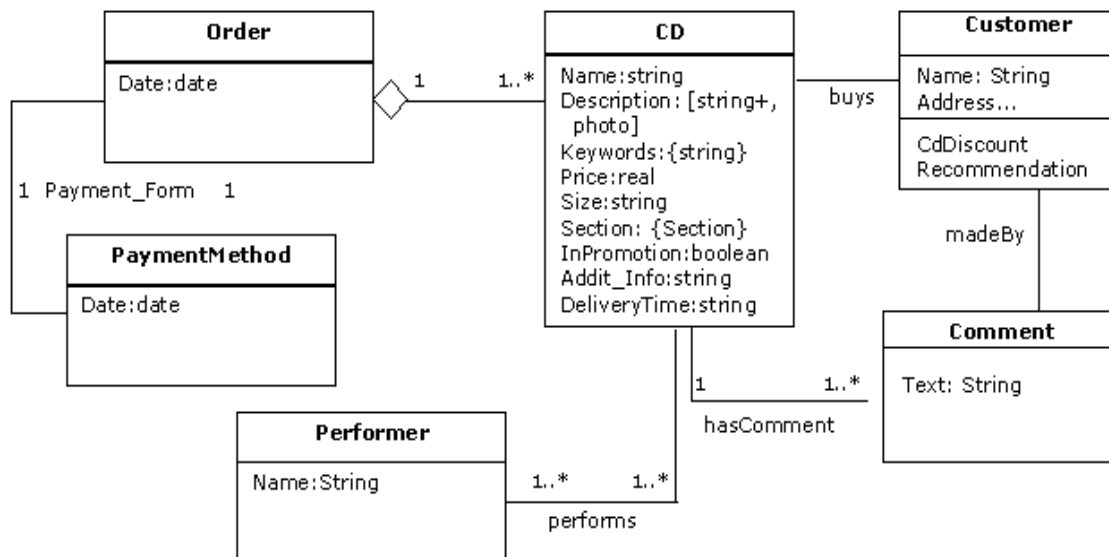 Order
Date:date
1
1..*
CD
Name:string
Description: [string+,
photo]
Keywords:{string}
Price:real
Size:string
Section: {Section}
InPromotion:boolean
Addit_Info:string
DeliveryTime:string
buys
Customer
Name: String
Address...
CdDiscount
Recommendation
madeBy
1 Payment_Form 1
PaymentMethod
Date:date
Comment
Text: String
1
1..*
hasComment
Performer
Name:String
1..*
1..*
performs